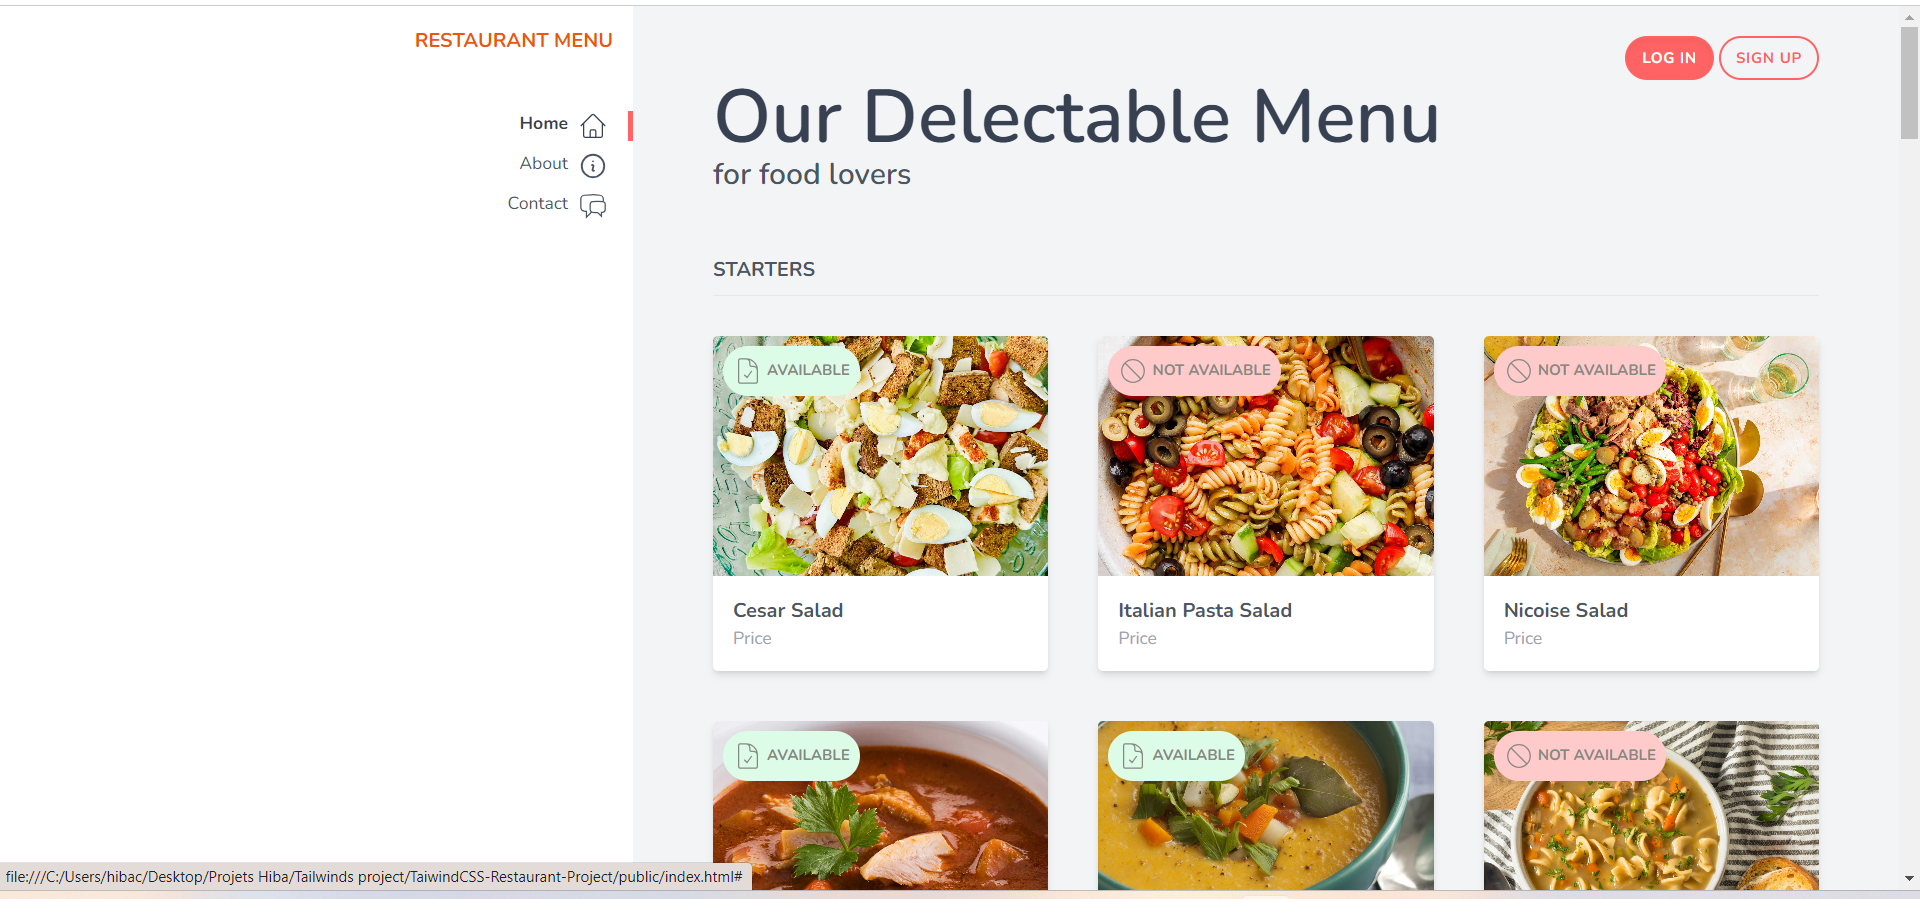 RESTAURANT MENU
Home
About
Contact
LOG IN
SIGN UP
Our Delectable Menu
for food lovers
STARTERS
AVAILABLE
NOT AVAILABLE
NOT AVAILABLE
Cesar Salad
Price
Italian Pasta Salad
Price
Nicoise Salad
Price
AVAILABLE
AVAILABLE
NOT AVAILABLE
file:///C:/Users/hibac/Desktop/Projets Hiba/Tailwinds project/TaiwindCSS-Restaurant-Project/public/index.html#